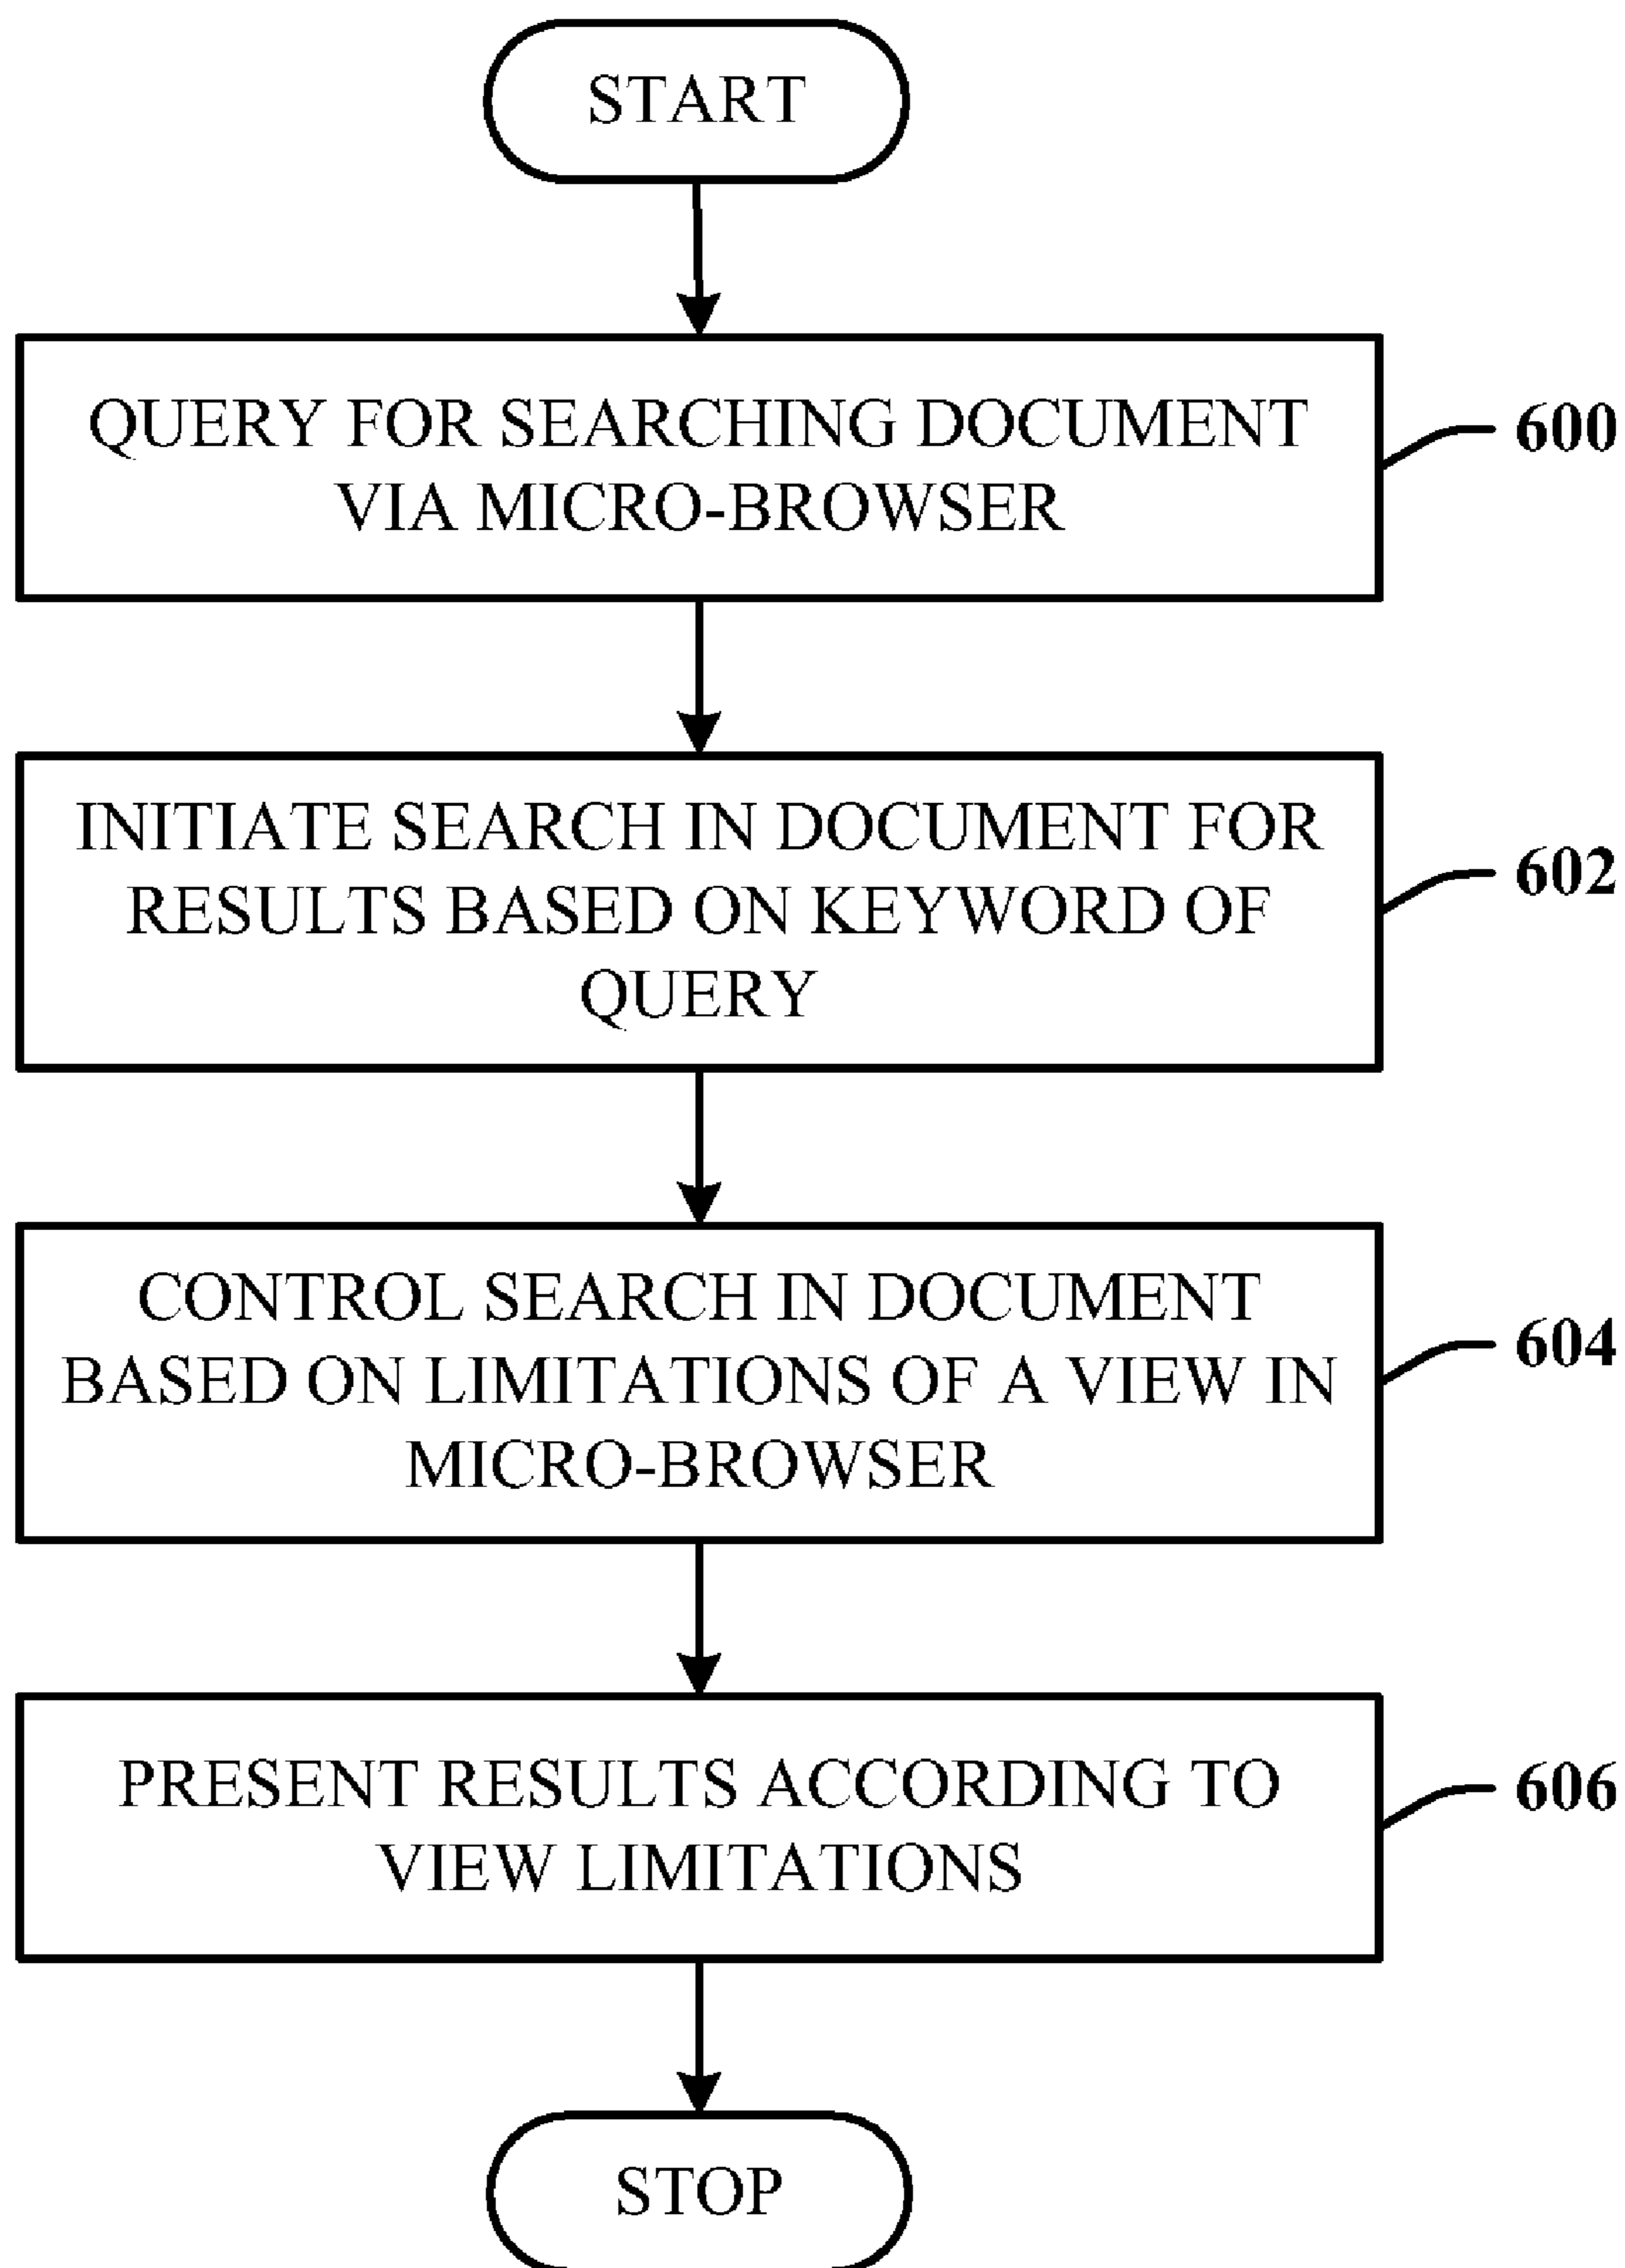 START
QUERY FOR SEARCHING DOCUMENT
VIA MICRO-BROWSER
600
INITIATE SEARCH IN DOCUMENT FOR
RESULTS BASED ON KEYWORD OF
QUERY
602
CONTROL SEARCH IN DOCUMENT
BASED ON LIMITATIONS OF A VIEW IN
MICRO-BROWSER
604
PRESENT RESULTS ACCORDING TO
VIEW LIMITATIONS
606
STOP